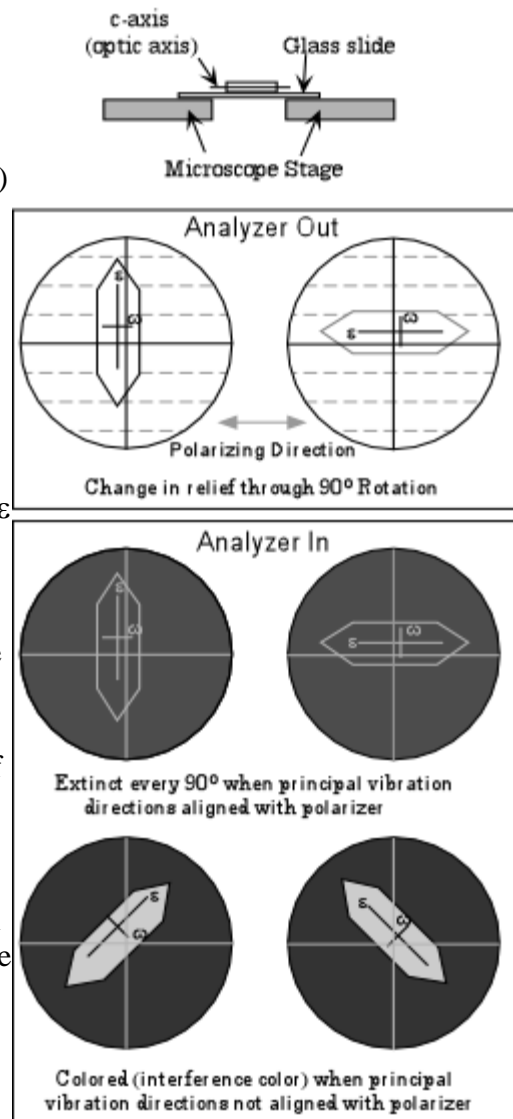 c-axis
(optic axis)
Glass slide
Microscope Stage
)
Analyzer Out
ε
ω
ε
ω
Polarizing Direction
Change in relief through 90º Rotation
ε
Analyzer In
ε
ω
ε
ω
Extinct every 90º when principal vibration
directions aligned with polarizer
ε
ω
ε
ω
Colored (interference color) when principal
vibration directions not aligned with polarizer